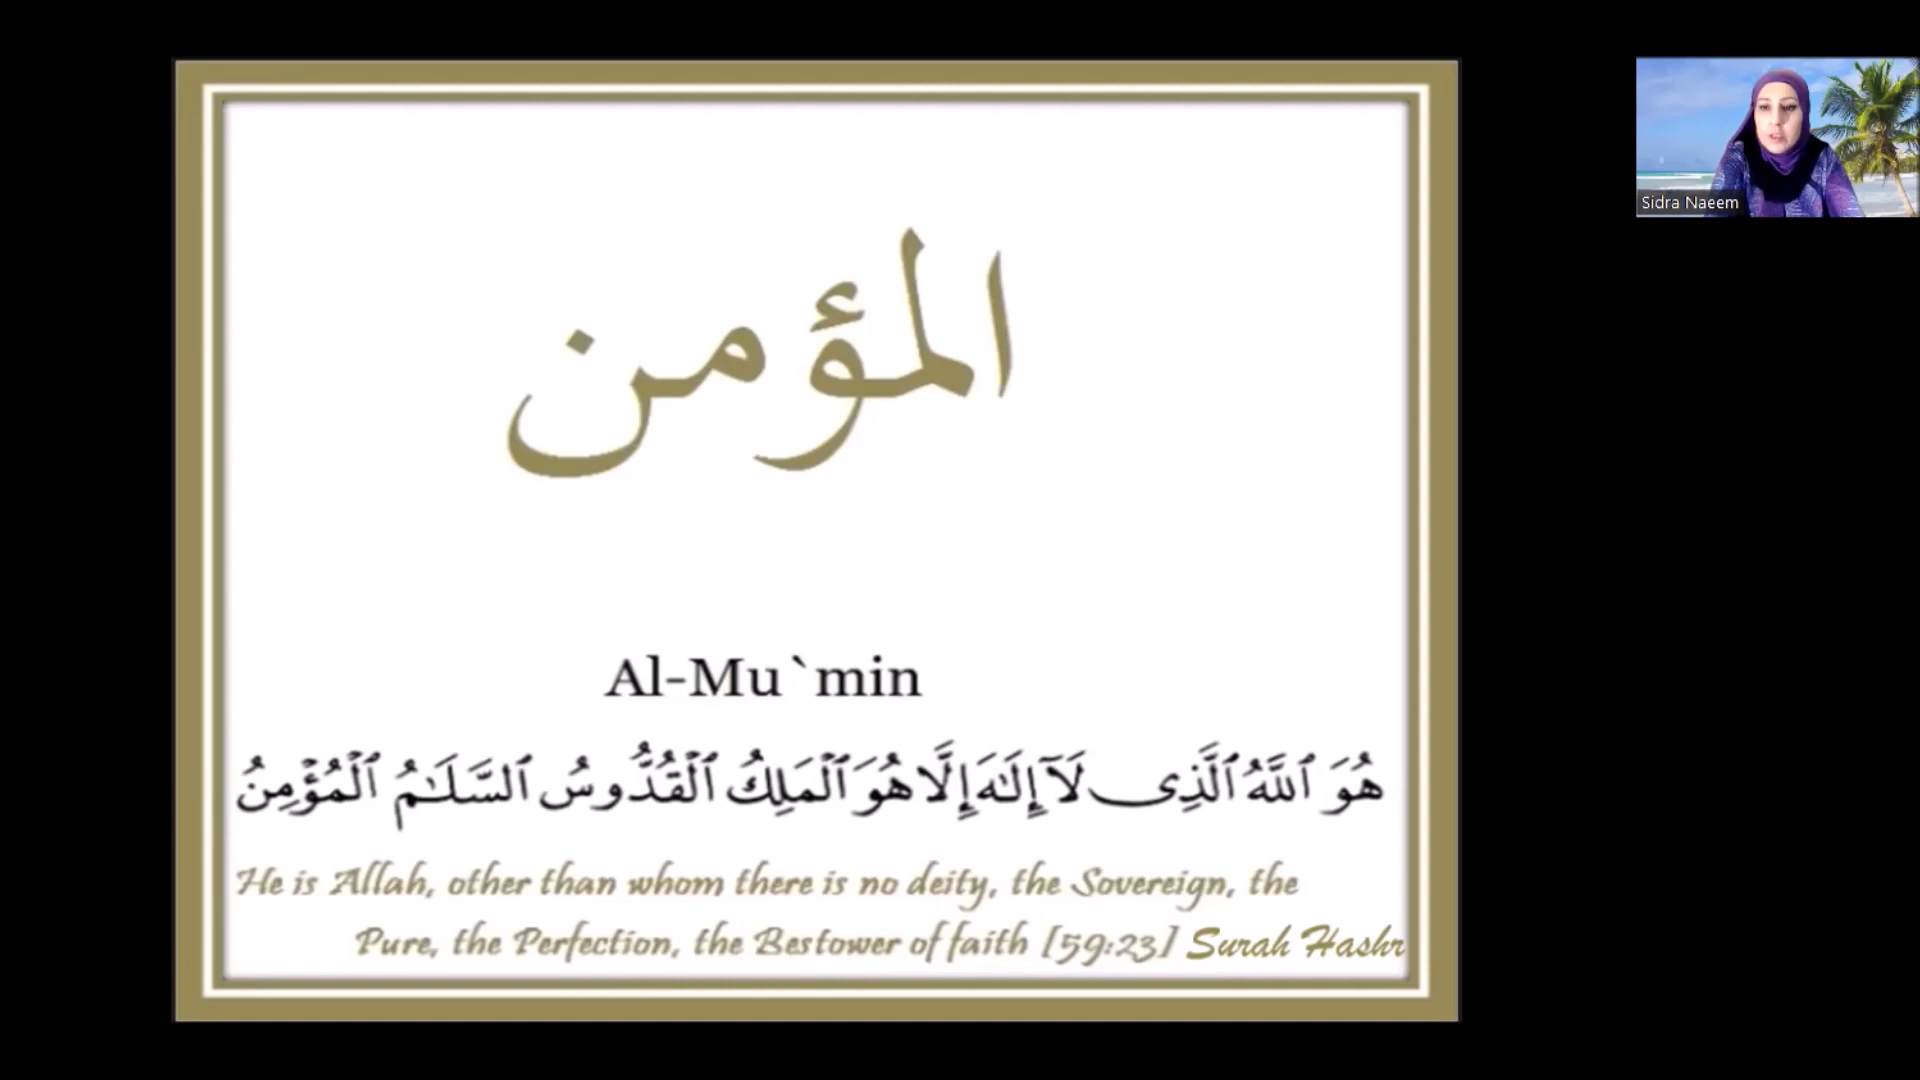 المؤمن
Al-Mu`min
هُوَ ٱللَّهُ ٱلَّذِى لَآ إِلَـٰهَ إِلَّا هُوَ ٱلْمَلِكُ ٱلْقُدُّوسُ ٱلسَّلَـٰمُ ٱلْمُؤْمِنُ
He is Allah, other than whom there is no deity, the Sovereign, the
Pure, the Perfection, the Bestower of faith [59:23] Surah Hashr
Sidra Naeem